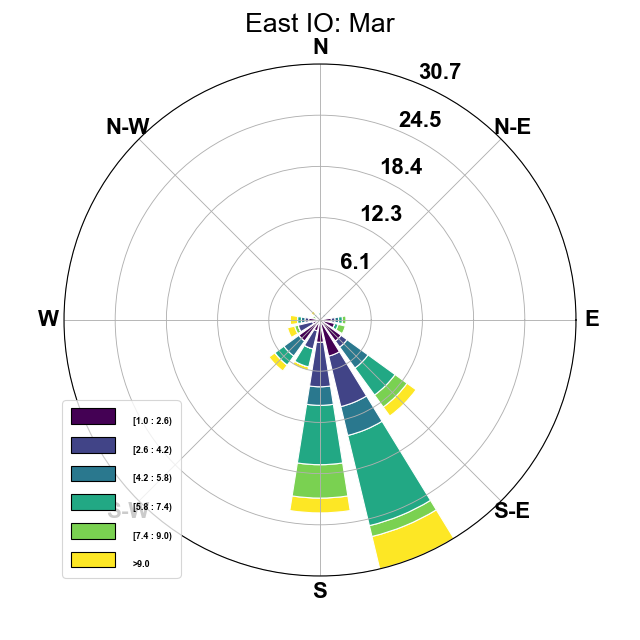 East IO: Mar
N
30.7
N-W
N-E
24.5
18.4
12.3
6.1
W
E
[1.0 : 2.6)
[2.6 : 4.2)
[4.2 : 5.8)
[5.8 : 7.4)
[7.4 : 9.0)
>9.0
S-W
S-E
S